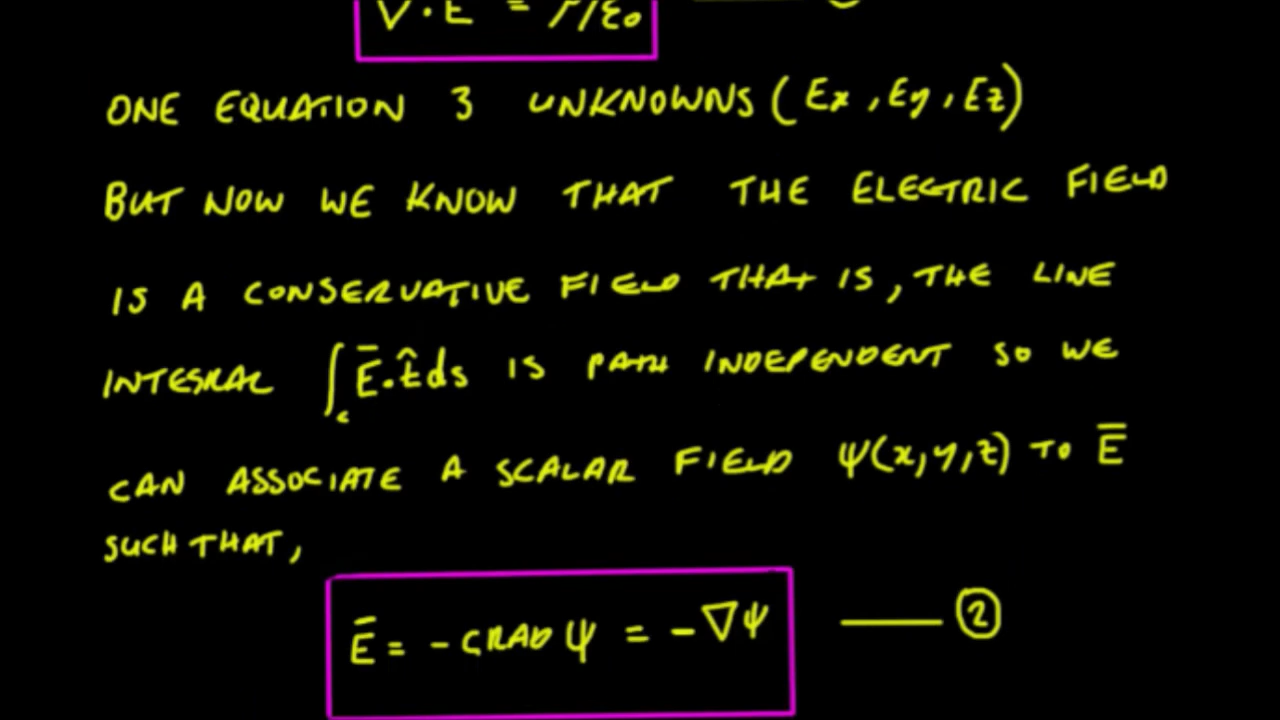 ∇·E = ρ/ε₀
ONE EQUATION 3 UNKNOWNS (Ex, Ey, Ez)
BUT NOW WE KNOW THAT THE ELECTRIC FIELD
IS A CONSERVATIVE FIELD THAT IS, THE LINE
INTEGRAL ∫c Ē·t̂ds IS PATH INDEPENDENT SO WE
CAN ASSOCIATE A SCALAR FIELD ψ(x,y,z) TO Ē
SUCH THAT,
Ē = -GRAD ψ = -∇ψ —— ②